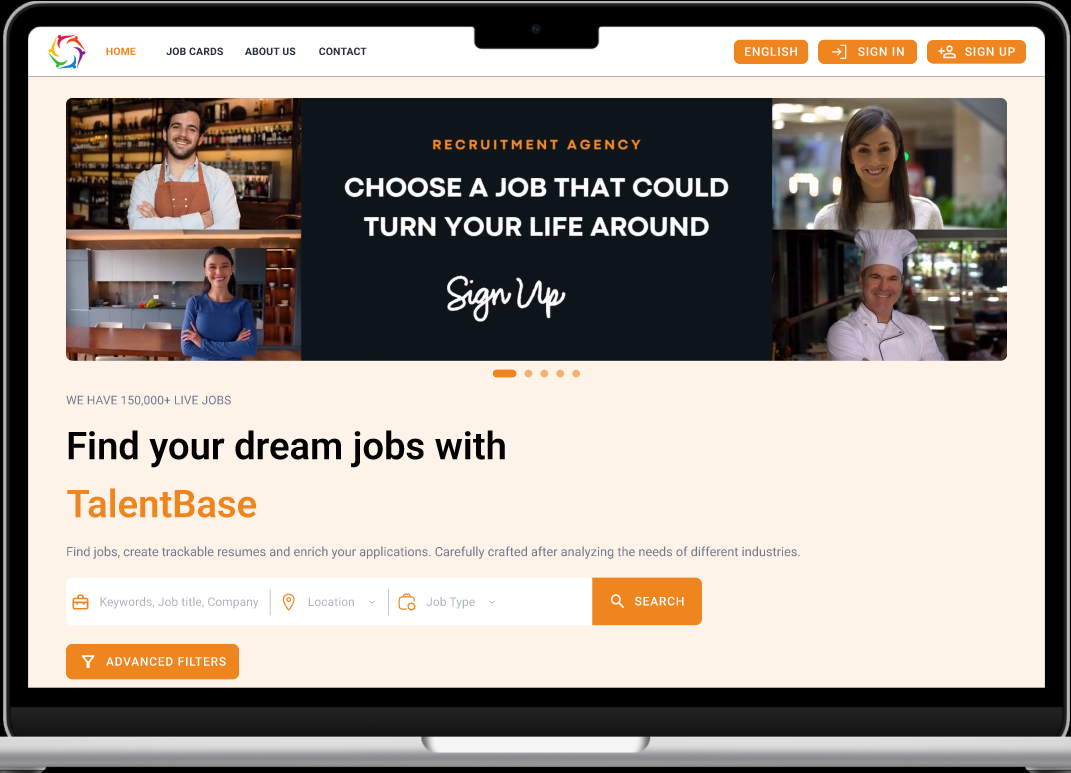 HOME JOB CARDS ABOUT US CONTACT ENGLISH SIGN IN SIGN UP
RECRUITMENT AGENCY
CHOOSE A JOB THAT COULD
TURN YOUR LIFE AROUND
Sign Up
WE HAVE 150,000+ LIVE JOBS
Find your dream jobs with
TalentBase
Find jobs, create trackable resumes and enrich your applications. Carefully crafted after analyzing the needs of different industries.
Keywords, Job title, Company Location Job Type SEARCH
ADVANCED FILTERS